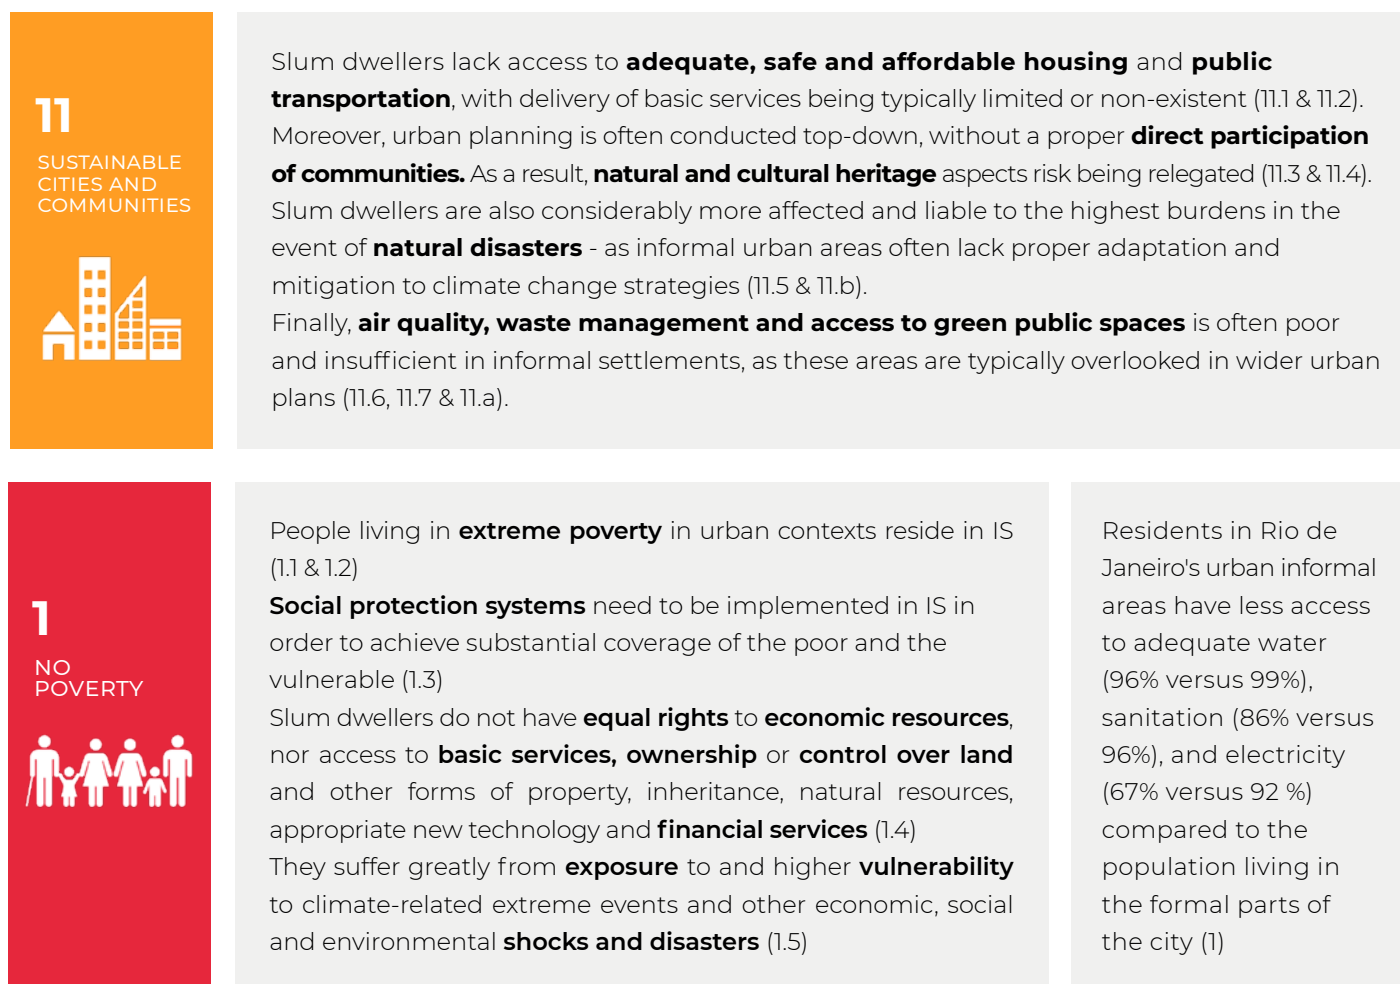 11
SUSTAINABLE
CITIES AND
COMMUNITIES
Slum dwellers lack access to adequate, safe and affordable housing and public
transportation, with delivery of basic services being typically limited or non-existent (11.1 & 11.2).
Moreover, urban planning is often conducted top-down, without a proper direct participation
of communities. As a result, natural and cultural heritage aspects risk being relegated (11.3 & 11.4).
Slum dwellers are also considerably more affected and liable to the highest burdens in the
event of natural disasters - as informal urban areas often lack proper adaptation and
mitigation to climate change strategies (11.5 & 11.b).
Finally, air quality, waste management and access to green public spaces is often poor
and insufficient in informal settlements, as these areas are typically overlooked in wider urban
plans (11.6, 11.7 & 11.a).
1
NO
POVERTY
People living in extreme poverty in urban contexts reside in IS
(1.1 & 1.2)
Social protection systems need to be implemented in IS in
order to achieve substantial coverage of the poor and the
vulnerable (1.3)
Slum dwellers do not have equal rights to economic resources,
nor access to basic services, ownership or control over land
and other forms of property, inheritance, natural resources,
appropriate new technology and financial services (1.4)
They suffer greatly from exposure to and higher vulnerability
to climate-related extreme events and other economic, social
and environmental shocks and disasters (1.5)
Residents in Rio de
Janeiro's urban informal
areas have less access
to adequate water
(96% versus 99%),
sanitation (86% versus
96%), and electricity
(67% versus 92 %)
compared to the
population living in
the formal parts of
the city (1)